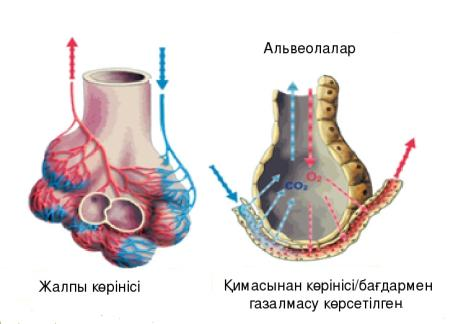 Альвеолалар
CO₂
O₂
Жалпы көрінісі
Қимасынан көрінісі/бағдармен
газалмасу көрсетілген